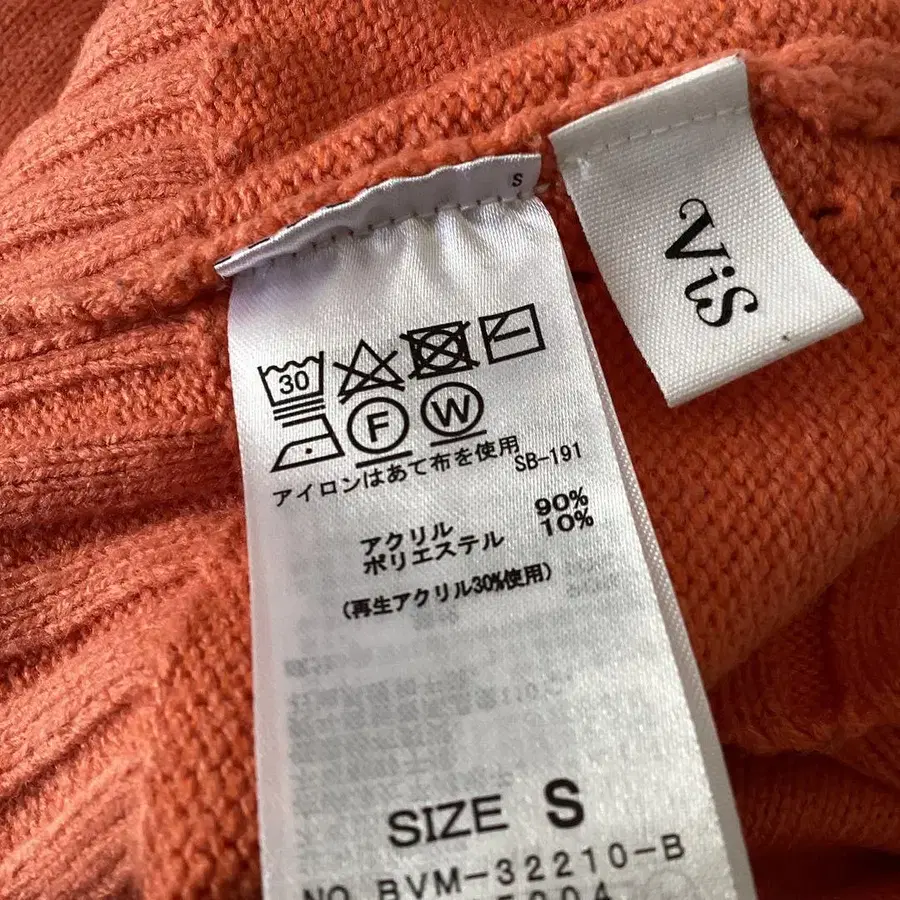 S
ViS
30
F W
アイロンはあて布を使用 SB-191
アクリル 90%
ポリエステル 10%
(再生アクリル30%使用)
SIZE S
NO.BVM-32210-B